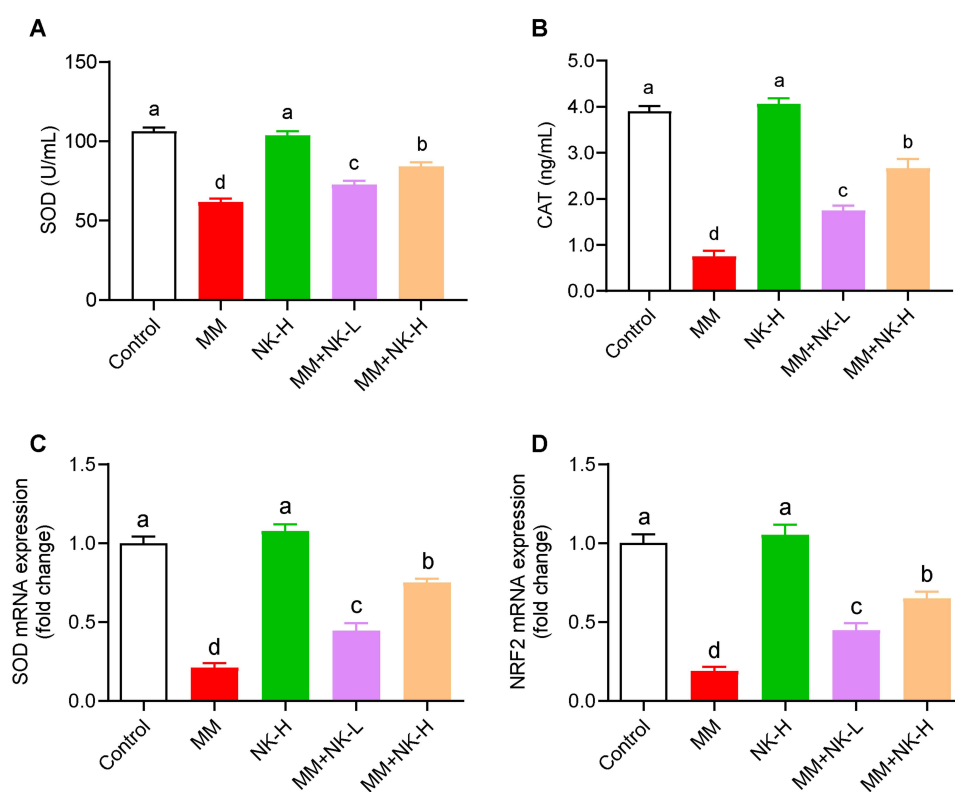 A
SOD (U/mL)
150
100
50
0
a
d
a
c
b
Control
MM
NK-H
MM+NK-L
MM+NK-H
B
CAT (ng/mL)
5.0
4.0
3.0
2.0
1.0
0.0
a
d
a
c
b
Control
MM
NK-H
MM+NK-L
MM+NK-H
C
SOD mRNA expression
(fold change)
1.5
1.0
0.5
0.0
a
d
a
c
b
Control
MM
NK-H
MM+NK-L
MM+NK-H
D
NRF2 mRNA expression
(fold change)
1.5
1.0
0.5
0.0
a
d
a
c
b
Control
MM
NK-H
MM+NK-L
MM+NK-H